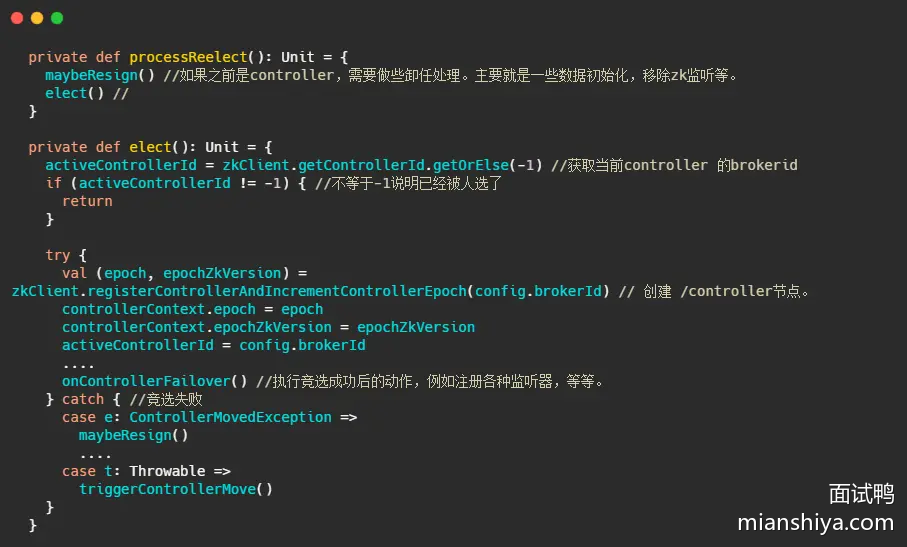 private def processReelect(): Unit = {
maybeResign() //如果之前是controller，需要做些卸任处理。主要就是一些数据初始化，移除zk监听等。
elect() //
}
private def elect(): Unit = {
activeControllerId = zkClient.getControllerId.getOrElse(-1) //获取当前controller 的brokerid
if (activeControllerId != -1) { //不等于-1说明已经被人选了
return
}
try {
val (epoch, epochZkVersion) =
zkClient.registerControllerAndIncrementControllerEpoch(config.brokerId) // 创建 /controller节点。
controllerContext.epoch = epoch
controllerContext.epochZkVersion = epochZkVersion
activeControllerId = config.brokerId
....
onControllerFailover() //执行竞选成功后的动作，例如注册各种监听器，等等。
} catch { //竞选失败
case e: ControllerMovedException =>
maybeResign()
....
case t: Throwable =>
triggerControllerMove()
}
}
面试鸭
mianshiya.com